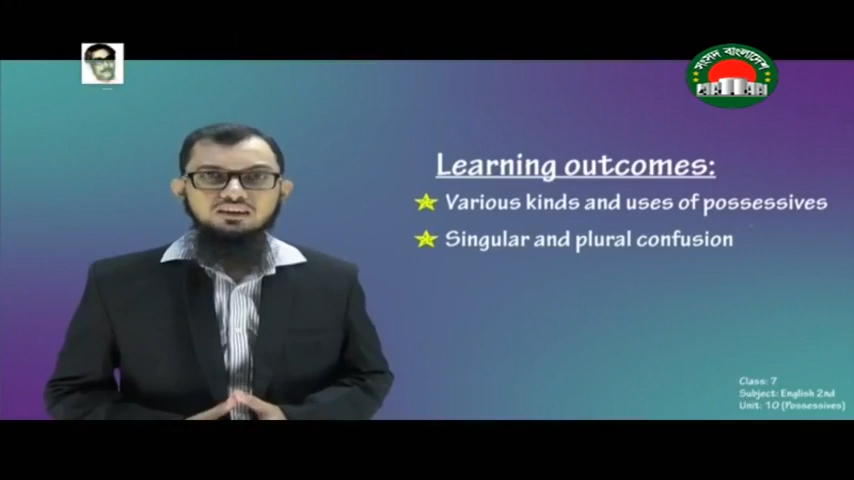 সংসদ বাংলাদেশ
Learning outcomes:
Various kinds and uses of possessives
Singular and plural confusion
Class: 7
Subject: English 2nd
Unit: 10 (Possessives)